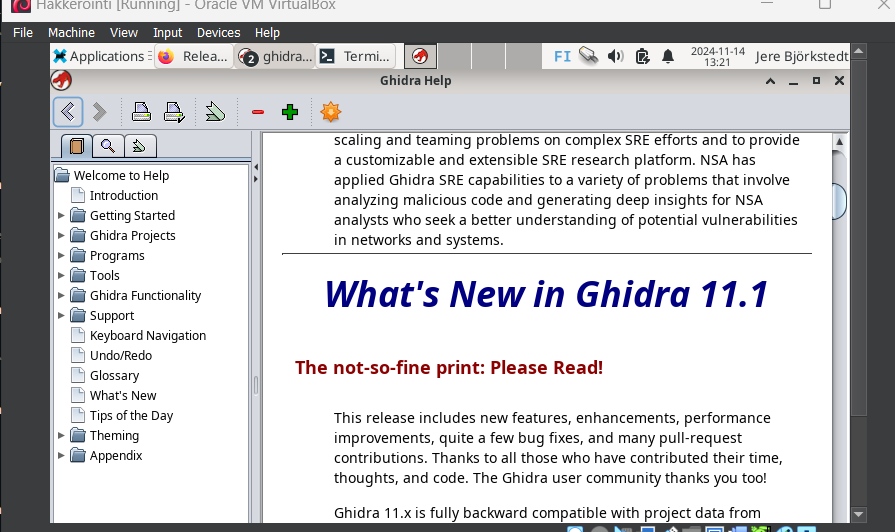 Hakkerointi [Running] - Oracle VM VirtualBox
File Machine View Input Devices Help
Applications Relea... 2 ghidra... Termi... FI 2024-11-14 13:21 Jere Björkstedt
Ghidra Help
Welcome to Help
Introduction
Getting Started
Ghidra Projects
Programs
Tools
Ghidra Functionality
Support
Keyboard Navigation
Undo/Redo
Glossary
What's New
Tips of the Day
Theming
Appendix
scaling and teaming problems on complex SRE efforts and to provide
a customizable and extensible SRE research platform. NSA has
applied Ghidra SRE capabilities to a variety of problems that involve
analyzing malicious code and generating deep insights for NSA
analysts who seek a better understanding of potential vulnerabilities
in networks and systems.
What's New in Ghidra 11.1
The not-so-fine print: Please Read!
This release includes new features, enhancements, performance
improvements, quite a few bug fixes, and many pull-request
contributions. Thanks to all those who have contributed their time,
thoughts, and code. The Ghidra user community thanks you too!
Ghidra 11.x is fully backward compatible with project data from